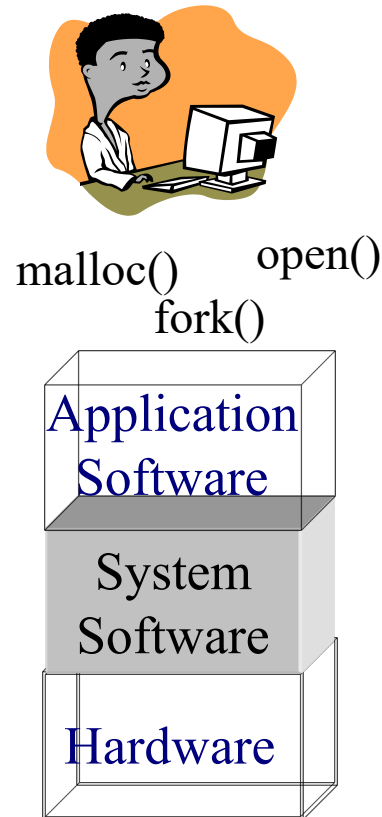 malloc() open()
fork()
Application
Software
System
Software
Hardware